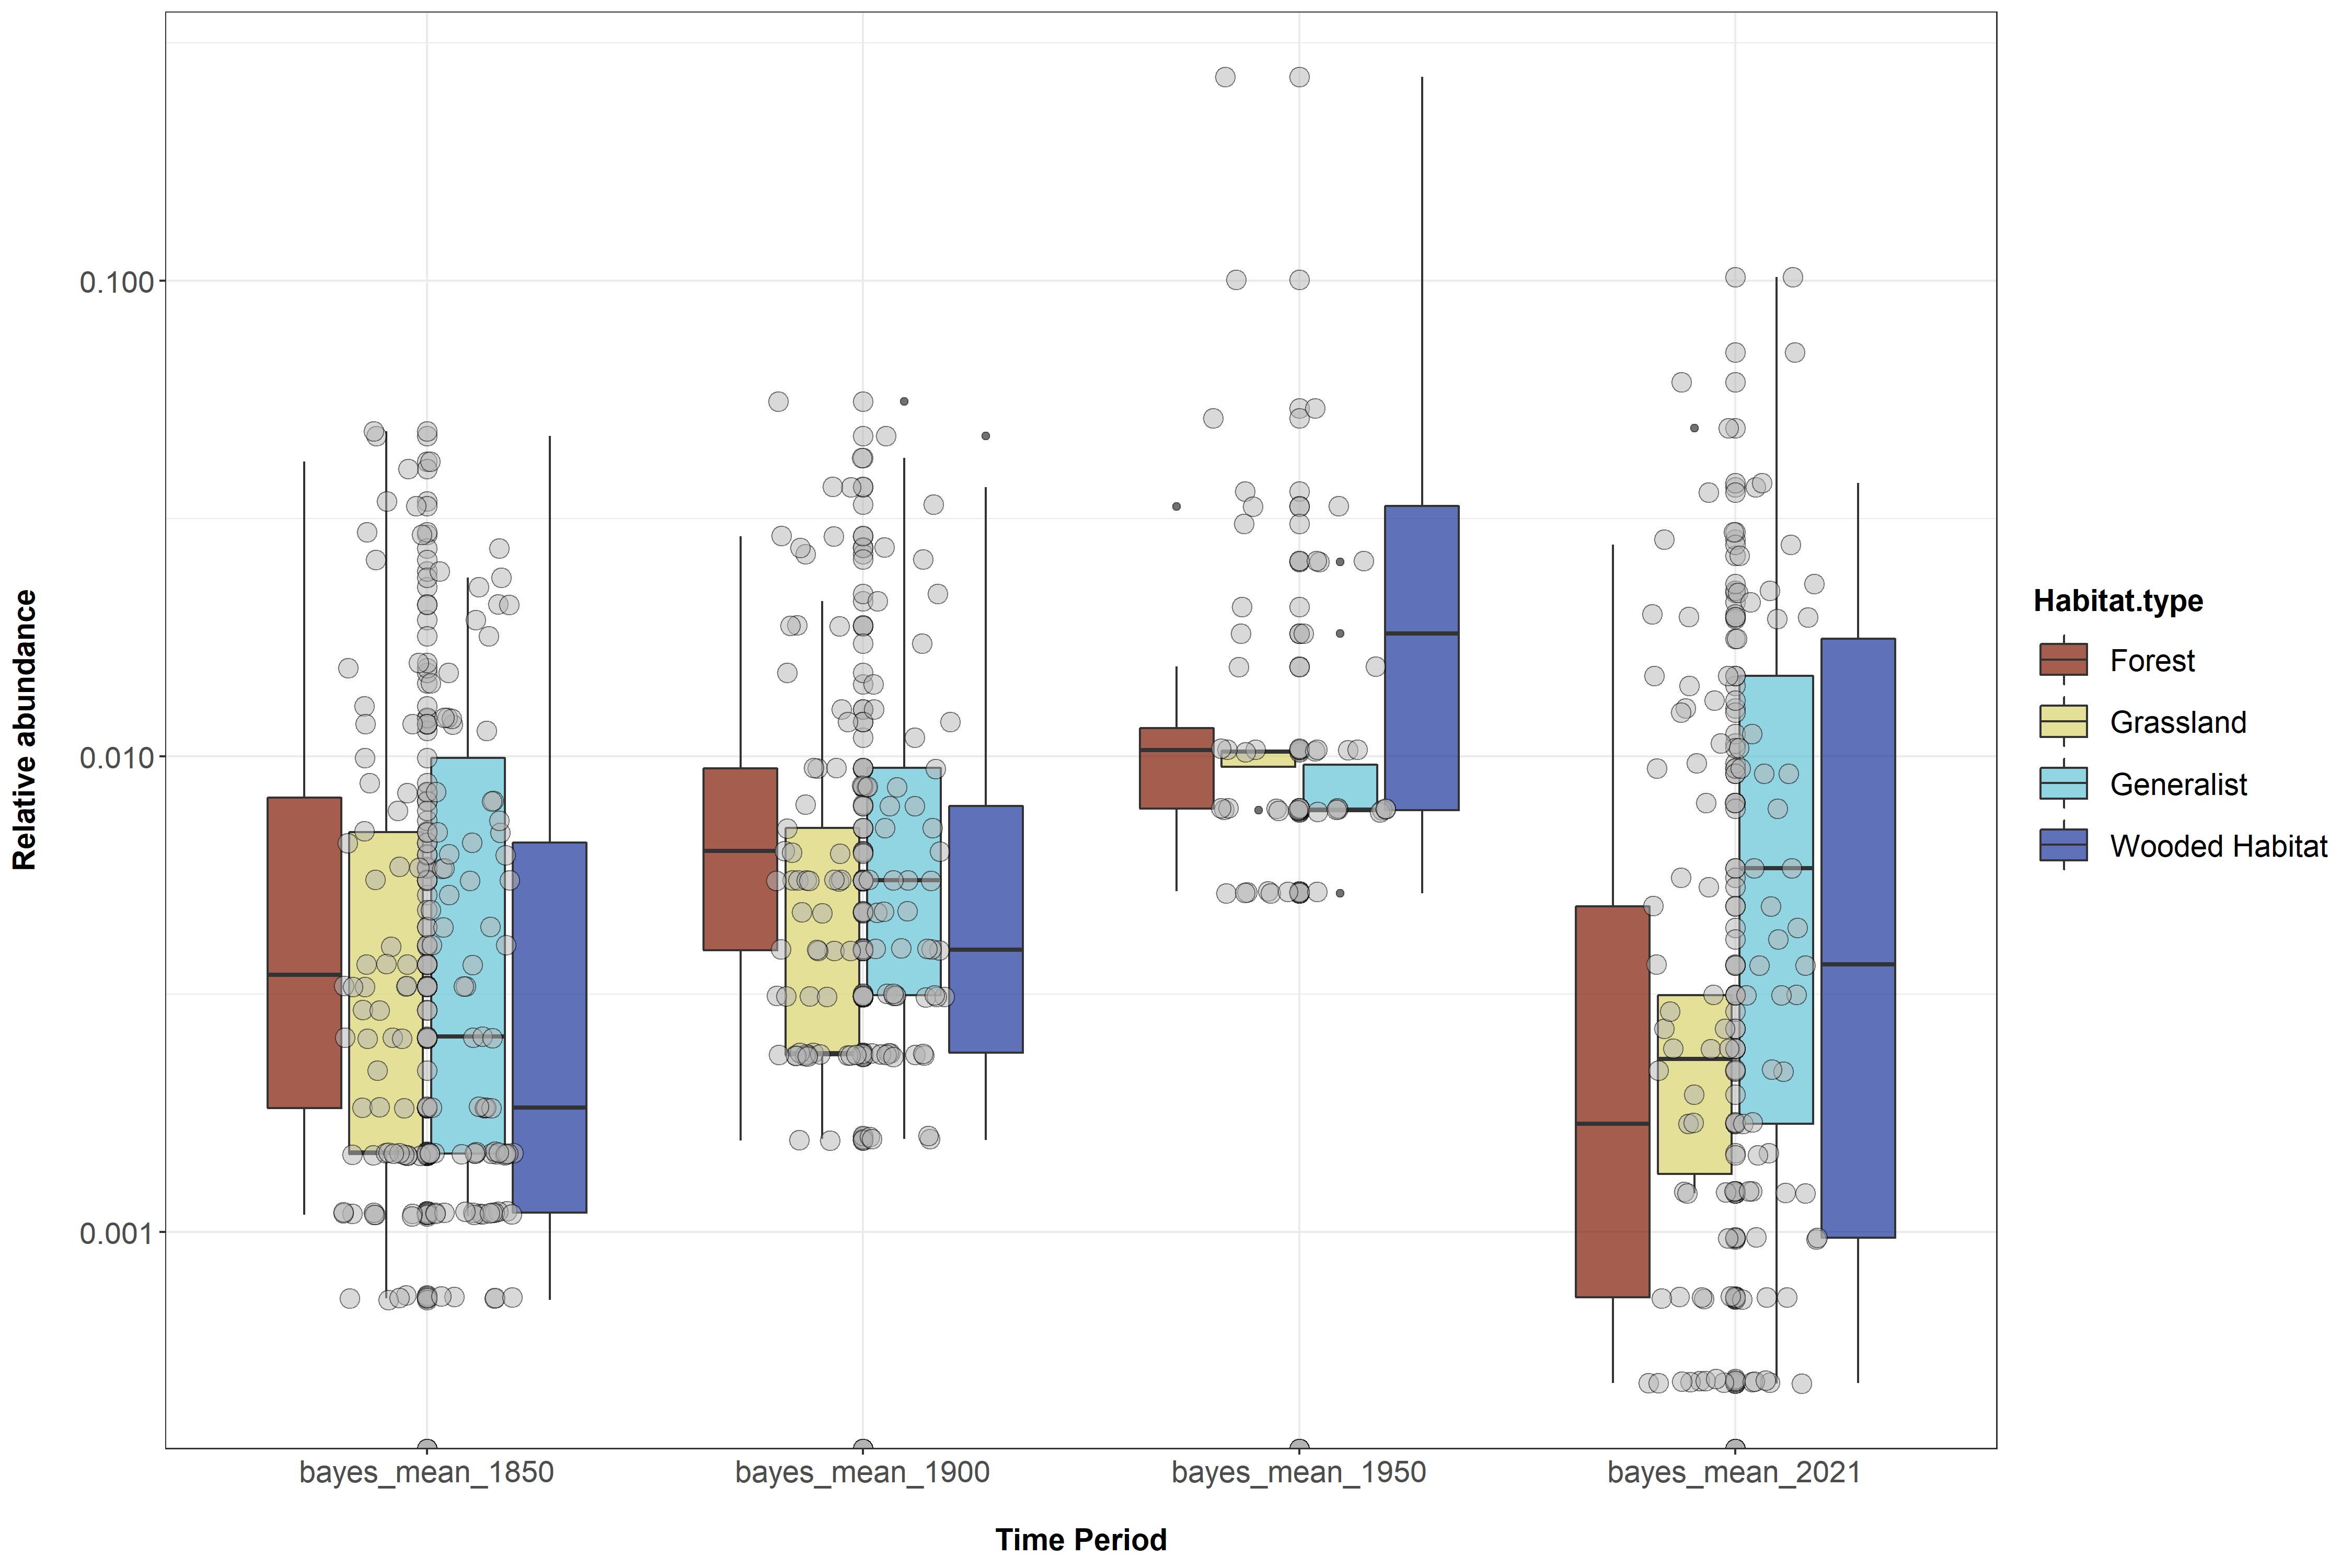 Relative abundance
0.100
0.010
0.001
bayes_mean_1850
bayes_mean_1900
bayes_mean_1950
bayes_mean_2021
Time Period
Habitat.type
Forest
Grassland
Generalist
Wooded Habitat